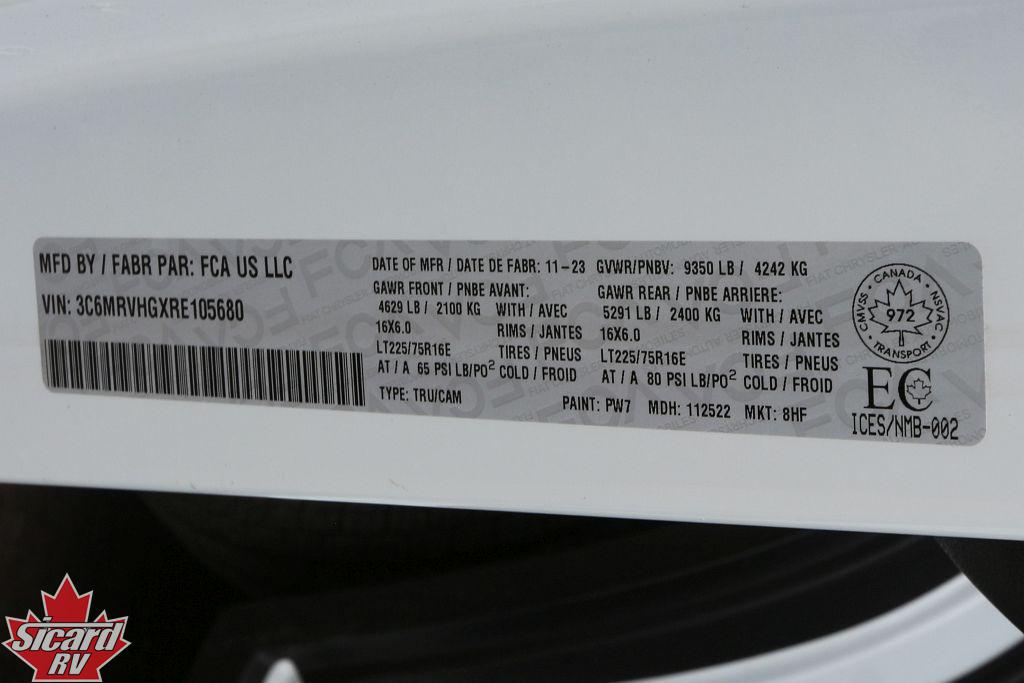 MFD BY / FABR PAR: FCA US LLC
VIN: 3C6MRVHGXRE105680
DATE OF MFR / DATE DE FABR: 11-23 GVWR/PNBV: 9350 LB / 4242 KG
GAWR FRONT / PNBE AVANT:
4629 LB / 2100 KG WITH / AVEC
16X6.0 RIMS / JANTES
LT225/75R16E TIRES / PNEUS
AT / A 65 PSI LB/PO² COLD / FROID
TYPE: TRU/CAM
GAWR REAR / PNBE ARRIERE:
5291 LB / 2400 KG WITH / AVEC
16X6.0 RIMS / JANTES
LT225/75R16E TIRES / PNEUS
AT / A 80 PSI LB/PO² COLD / FROID
PAINT: PW7 MDH: 112522 MKT: 8HF
CMVSS • CANADA • NSVAC • TRANSPORT •
972
EC
ICES/NMB-002
Sicard
RV